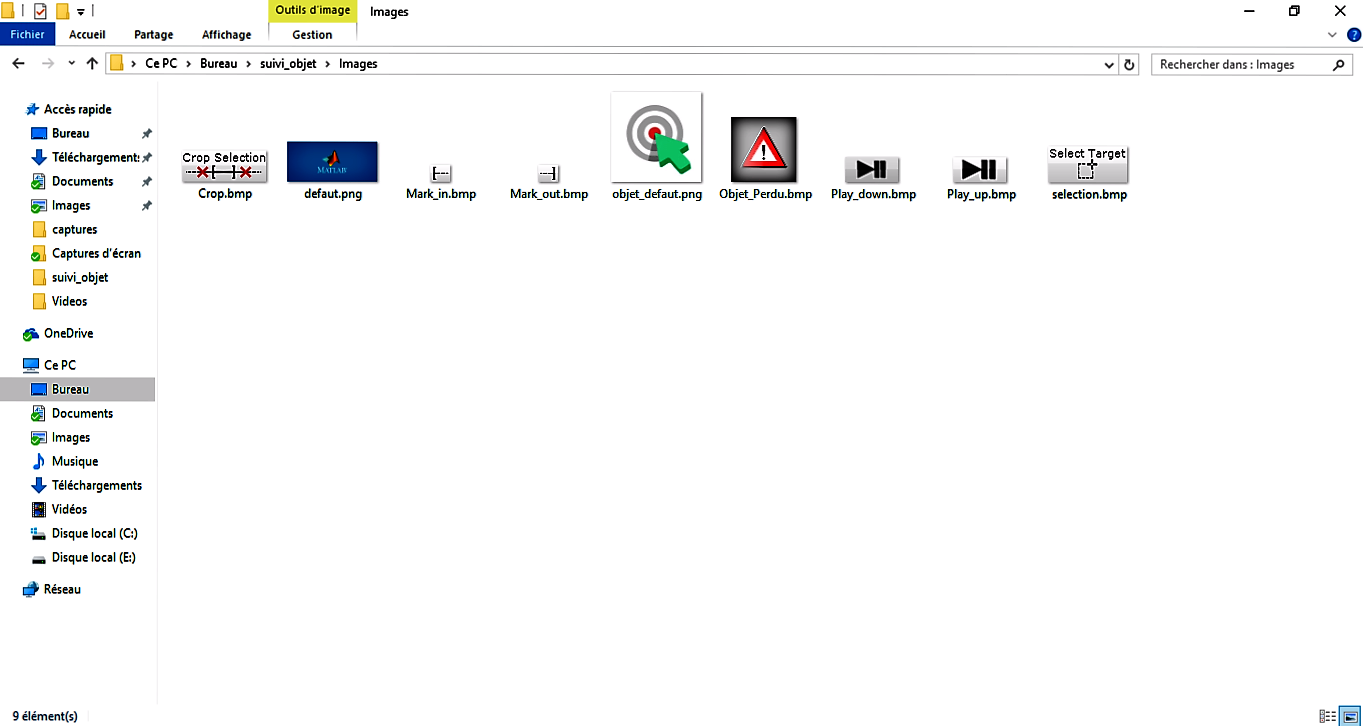 Outils d'image
Images
Fichier
Accueil
Partage
Affichage
Gestion
Ce PC
Bureau
suivi_objet
Images
Rechercher dans : Images
Accès rapide
Bureau
Téléchargements
Documents
Images
captures
Captures d'écran
suivi_objet
Videos
OneDrive
Ce PC
Bureau
Documents
Images
Musique
Téléchargements
Vidéos
Disque local (C:)
Disque local (E:)
Réseau
Crop Selection
Crop.bmp
MATLAB
defaut.png
Mark_in.bmp
Mark_out.bmp
objet_defaut.png
Objet_Perdu.bmp
Play_down.bmp
Play_up.bmp
Select Target
selection.bmp
9 élément(s)